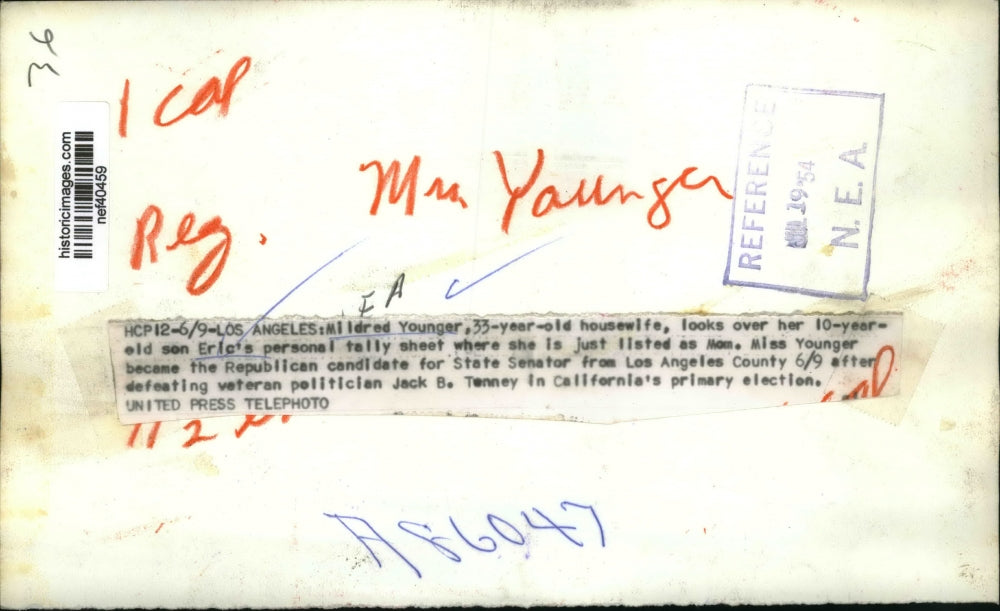 36
1 cap
historicimages.com
nef40459
Mrs Younger
Reg.
REFERENCE
19 '54
N. E. A.
E A
HCP12-6/9-LOS ANGELES:Mildred Younger,33-year-old housewife, looks over her 10-year-
old son Eric's personal tally sheet where she is just listed as Mom. Miss Younger
became the Republican candidate for State Senator from Los Angeles County 6/9 after
defeating veteran politician Jack B. Tenney in California's primary election.
UNITED PRESS TELEPHOTO
A86047